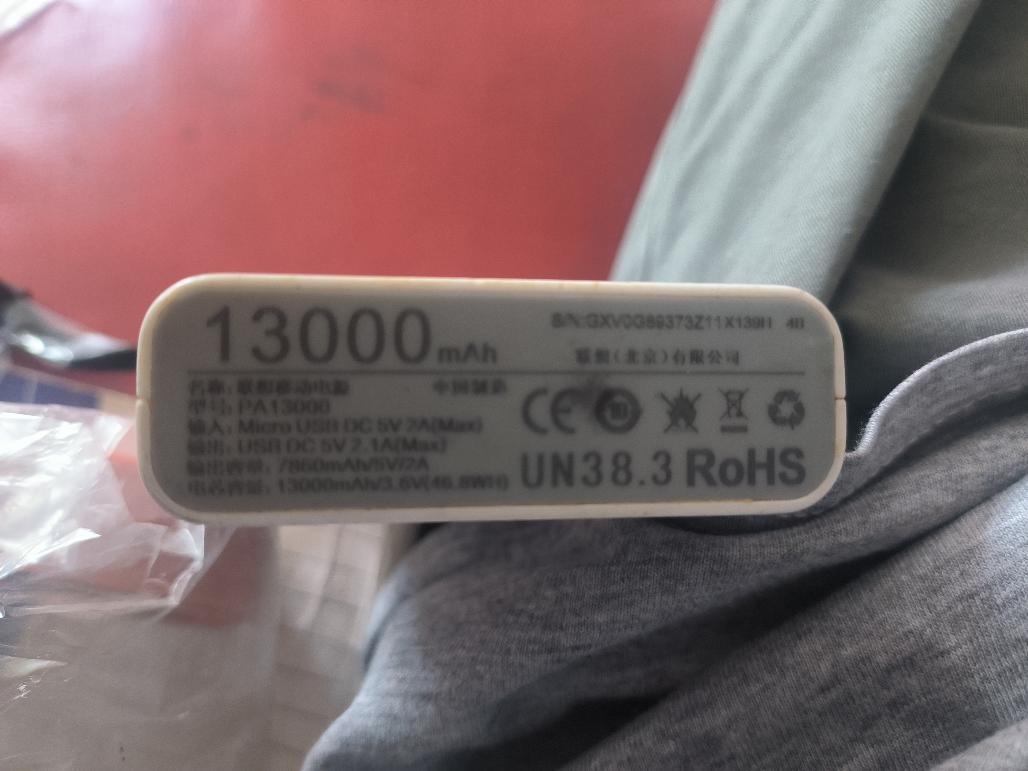 13000mAh
S/N:GXV0G89373Z11X139H 4B
联想(北京)有限公司
名称: 联想移动电源 中国制造
型号: PA13000
输入: Micro USB DC 5V 2A(Max)
输出: USB DC 5V 2.1A(Max)
输出容量: 7860mAh/5V/2A
电芯容量: 13000mAh/3.6V(46.8WH)
CE 10
UN38.3 RoHS